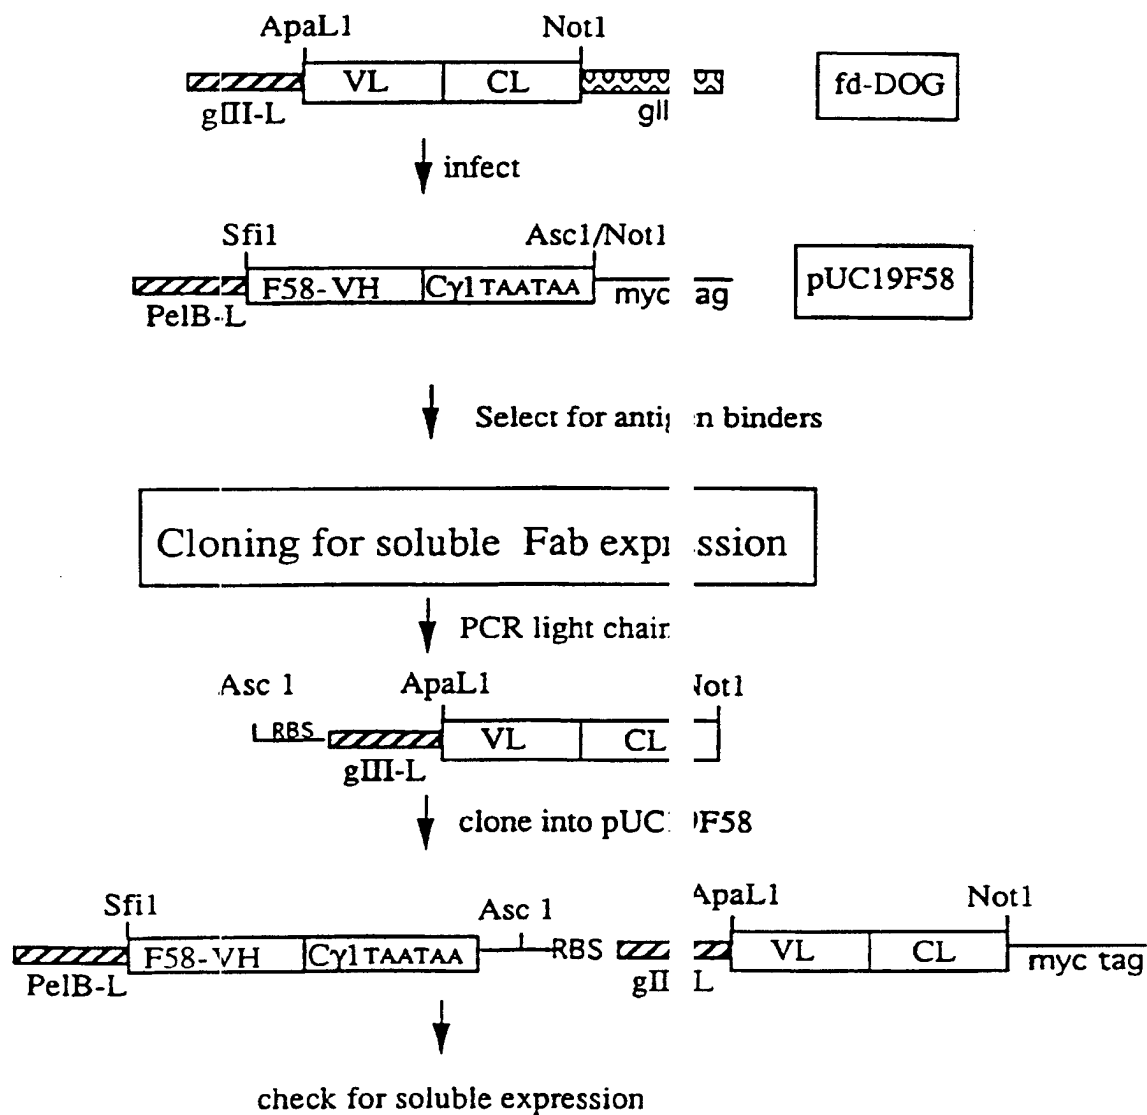 ApaL1 Not1
VL CL fd-DOG
gIII-L gII
infect
Sfi1 Asc1/Not1
F58-VH Cγ1 TAATAA pUC19F58
PelB-L myc ag
Select for anti n binders
Cloning for soluble Fab expr ssion
PCR light chain
Asc 1 ApaL1 Not1
RBS VL CL
gIII-L
clone into pUC F58
Sfi1 Asc 1 ApaL1 Not1
F58-VH Cγ1 TAATAA RBS VL CL myc tag
PelB-L gII L
check for soluble expression